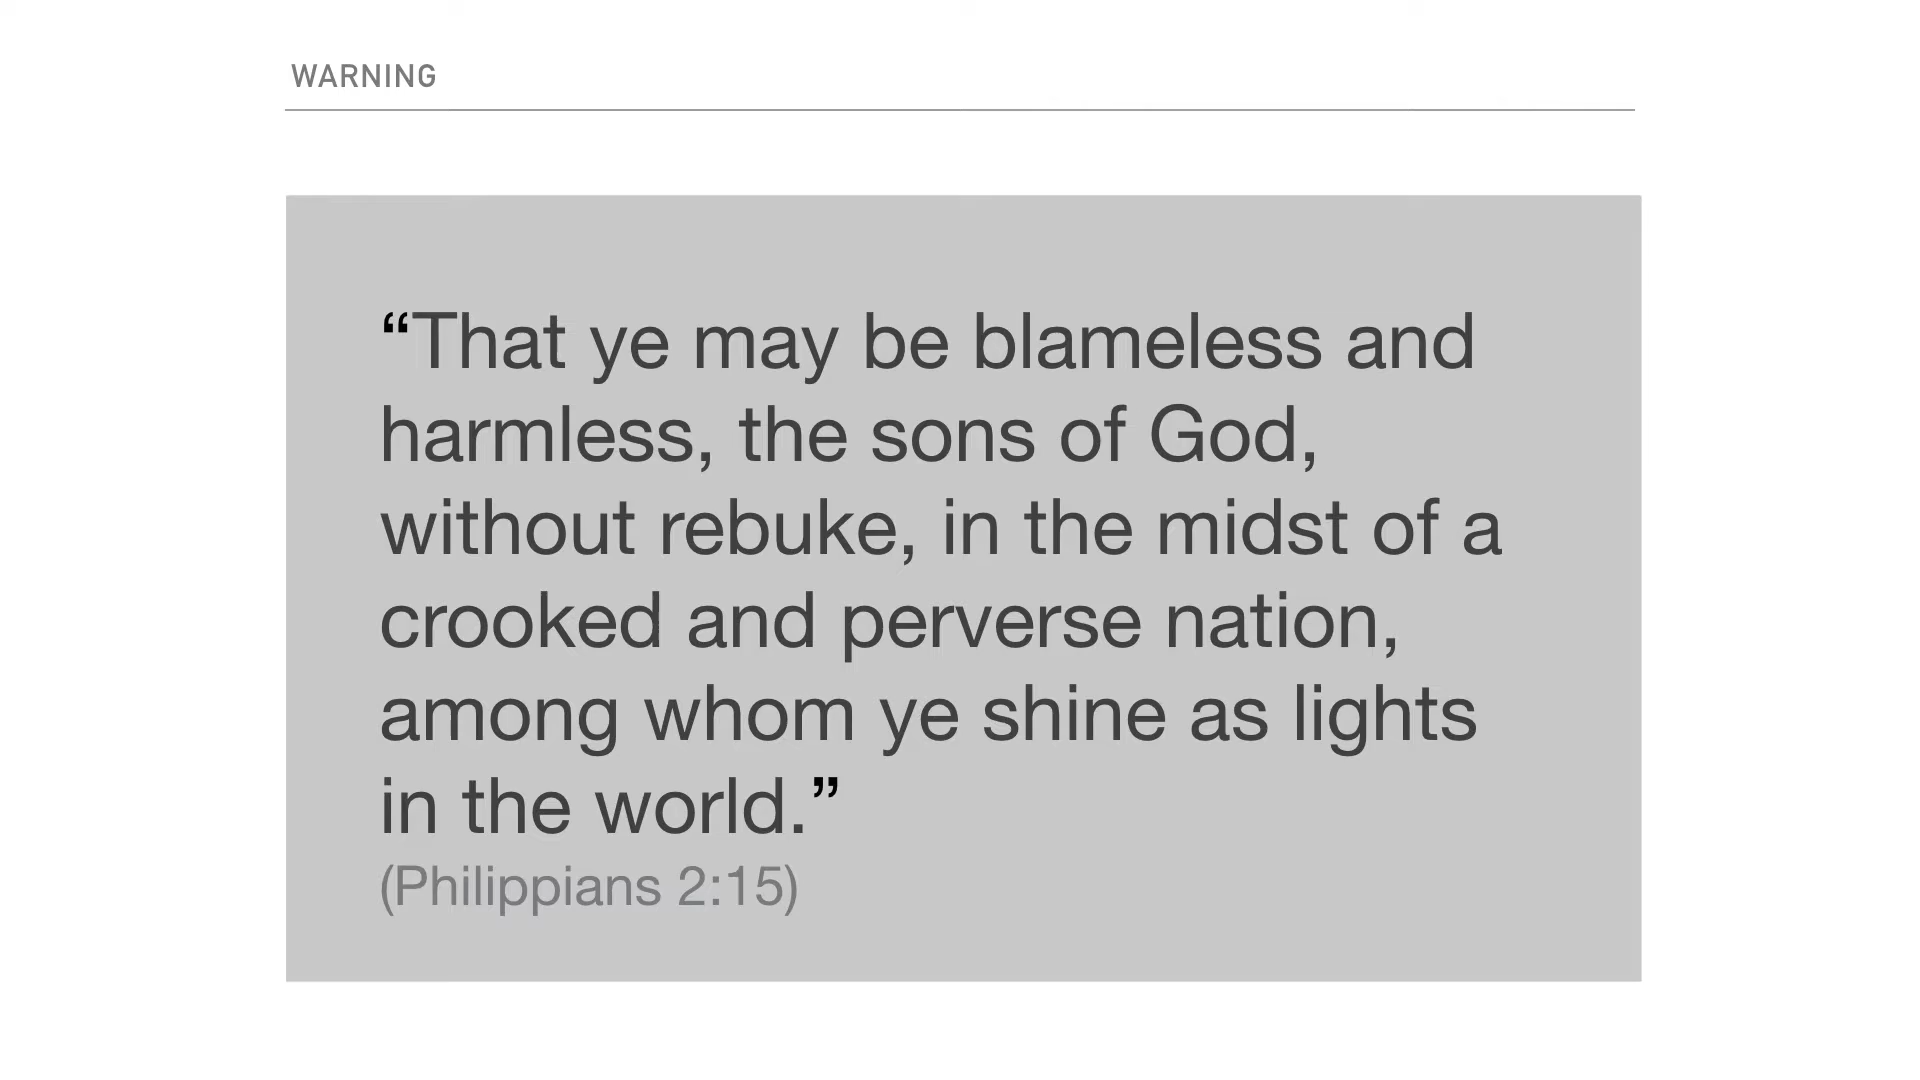 WARNING
“That ye may be blameless and
harmless, the sons of God,
without rebuke, in the midst of a
crooked and perverse nation,
among whom ye shine as lights
in the world.”
(Philippians 2:15)